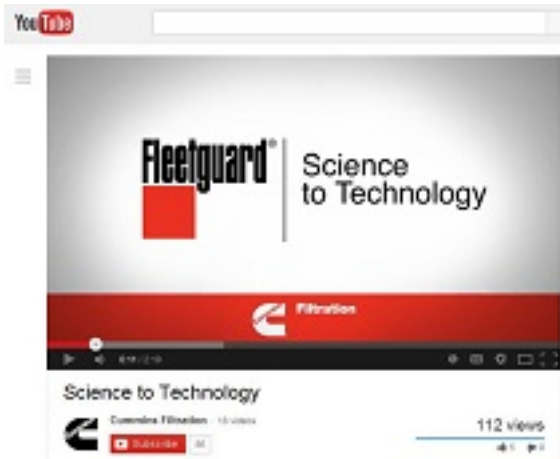 YouTube
Fleetguard®
Science
to Technology
Filtration
Science to Technology
Cummins Filtration
Subscribe
112 views